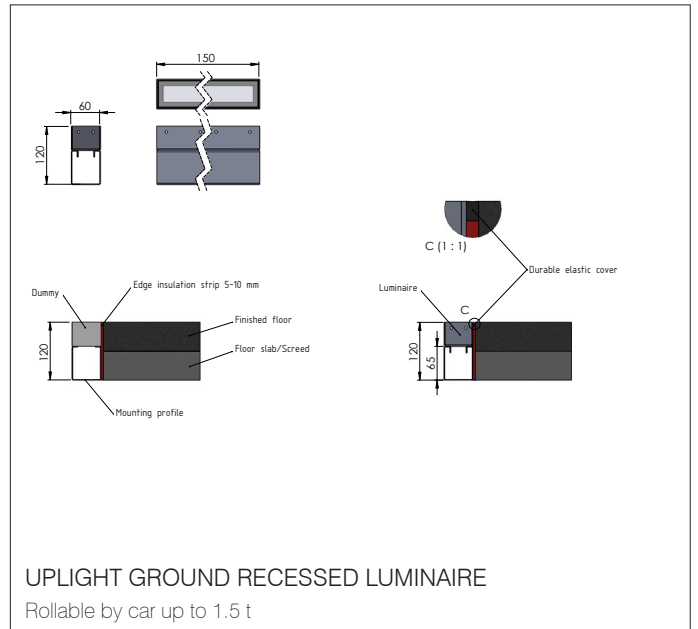 150
60
120
C (1 : 1)
Durable elastic cover
Dummy
Edge insulation strip 5-10 mm
Finished floor
Floor slab/Screed
120
Mounting profile
Luminaire
C
120
65
UPLIGHT GROUND RECESSED LUMINAIRE
Rollable by car up to 1.5 t